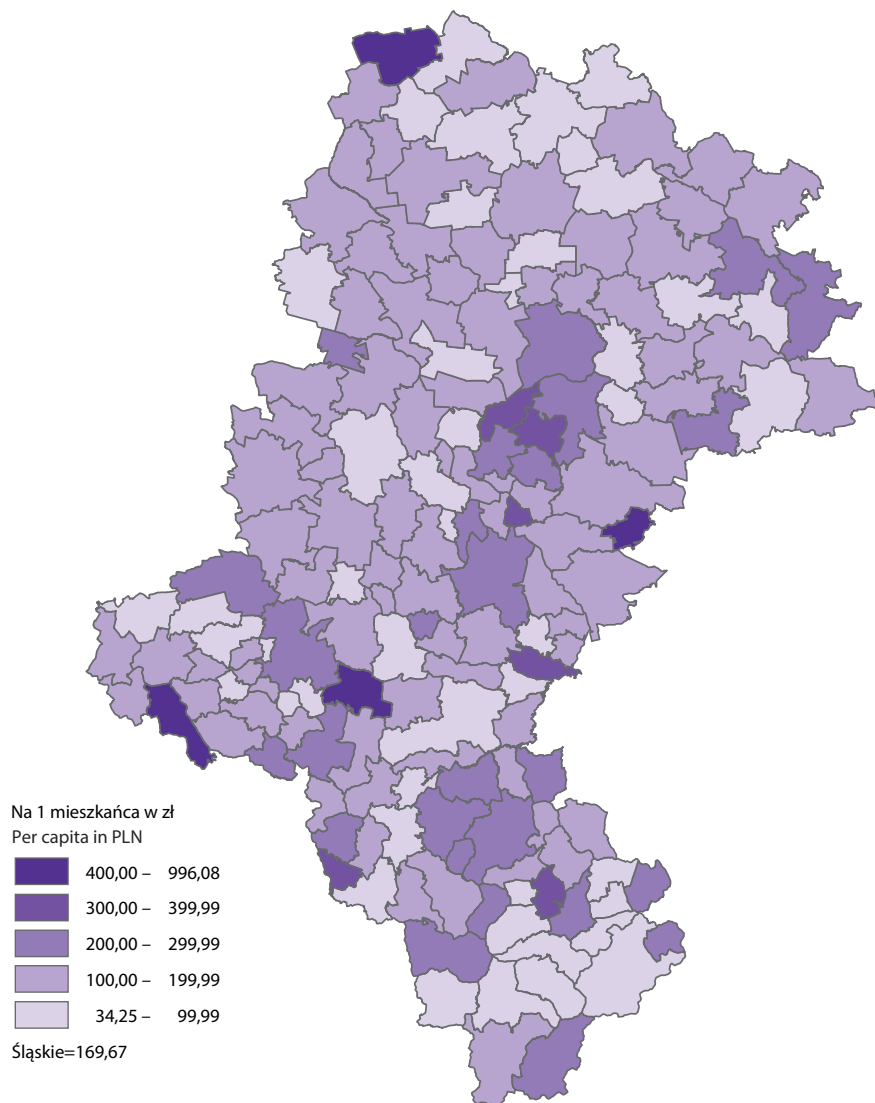 Na 1 mieszkańca w zł
Per capita in PLN
400,00 – 996,08
300,00 – 399,99
200,00 – 299,99
100,00 – 199,99
34,25 – 99,99
Śląskie=169,67